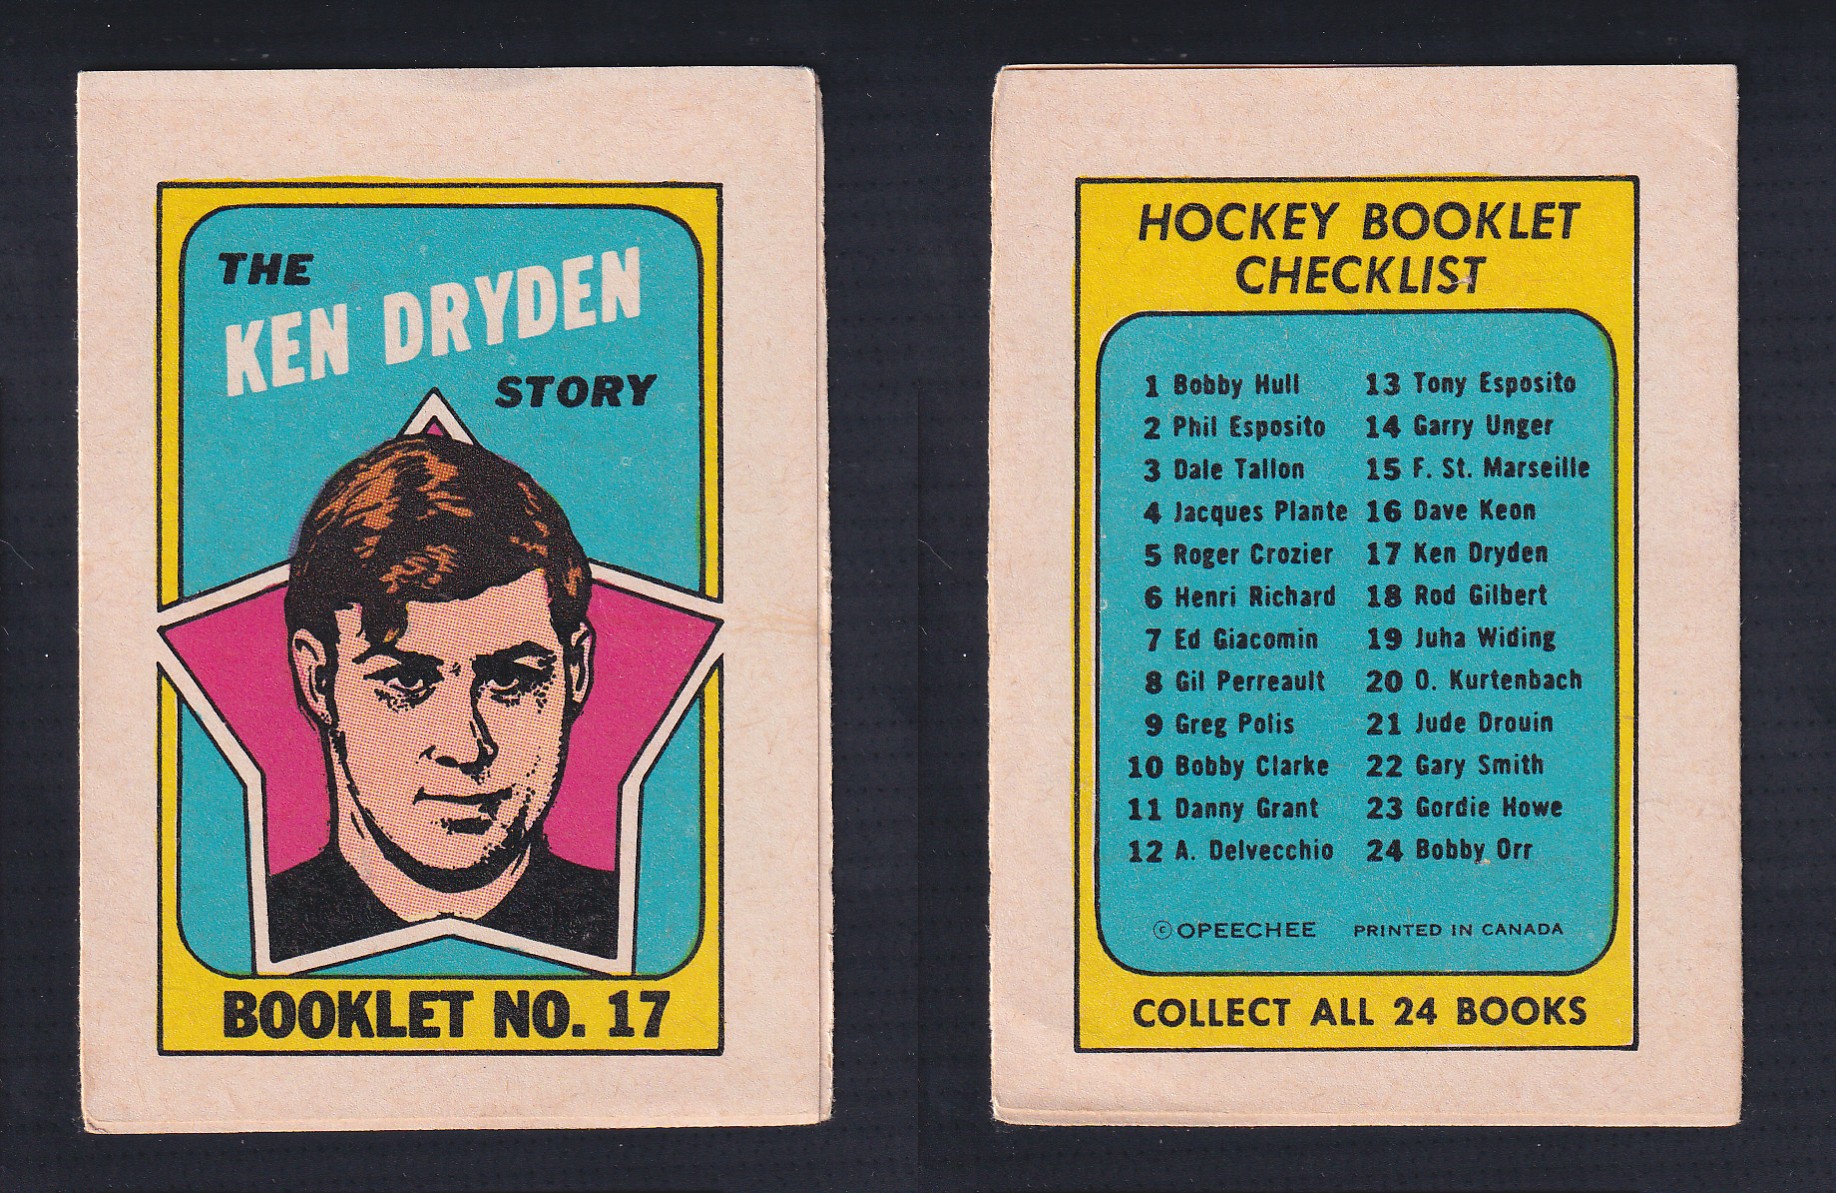 THE
KEN DRYDEN
STORY
BOOKLET NO. 17
HOCKEY BOOKLET
CHECKLIST
1 Bobby Hull
2 Phil Esposito
3 Dale Tallon
4 Jacques Plante
5 Roger Crozier
6 Henri Richard
7 Ed Giacomin
8 Gil Perreault
9 Greg Polis
10 Bobby Clarke
11 Danny Grant
12 A. Delvecchio
13 Tony Esposito
14 Garry Unger
15 F. St. Marseille
16 Dave Keon
17 Ken Dryden
18 Rod Gilbert
19 Juha Widing
20 O. Kurtenbach
21 Jude Drouin
22 Gary Smith
23 Gordie Howe
24 Bobby Orr
© OPEECHEE PRINTED IN CANADA
COLLECT ALL 24 BOOKS